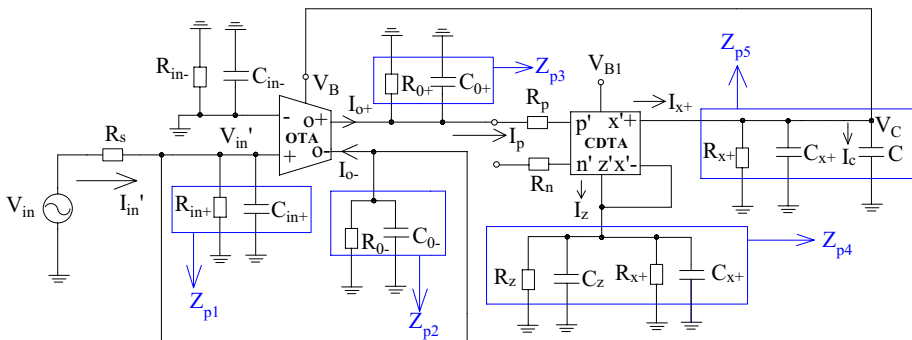 Z_p5
Z_p3
R_in-
C_in-
V_B
I_o+
R_0+
C_0+
V_B1
I_x+
R_p
I_p
- o+
OTA
+ o-
p' x'+
CDTA
n' z' x'-
V_C
R_s
V_in'
I_o-
R_n
I_z
R_x+
C_x+
I_c
C
V_in
I_in'
R_in+
C_in+
R_0-
C_0-
R_z
C_z
R_x+
C_x+
Z_p4
Z_p1
Z_p2